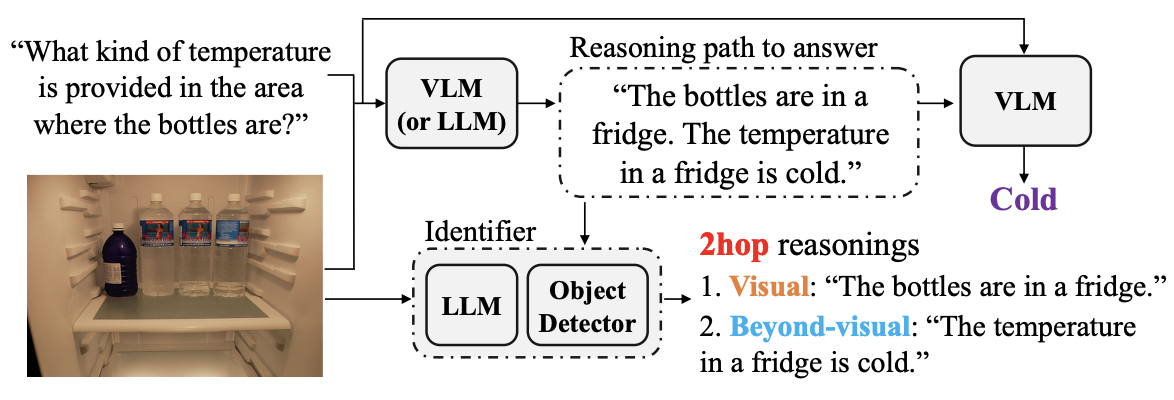 “What kind of temperature
is provided in the area
where the bottles are?”
VLM
(or LLM)
Reasoning path to answer
“The bottles are in a
fridge. The temperature
in a fridge is cold.”
VLM
Cold
Identifier
LLM
Object
Detector
2hop reasonings
1. Visual: “The bottles are in a fridge.”
2. Beyond-visual: “The temperature
in a fridge is cold.”